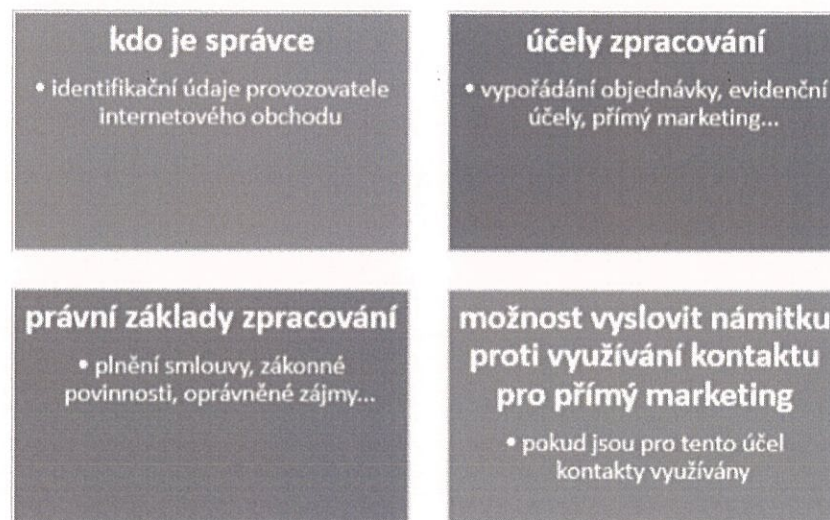 kdo je správce
• identifikační údaje provozovatele
internetového obchodu
účely zpracování
• vypořádání objednávky, evidenční
účely, přímý marketing...
právní základy zpracování
• plnění smlouvy, zákonné
povinnosti, oprávněné zájmy...
možnost vyslovit námitku
proti využívání kontaktu
pro přímý marketing
• pokud jsou pro tento účel
kontakty využívány